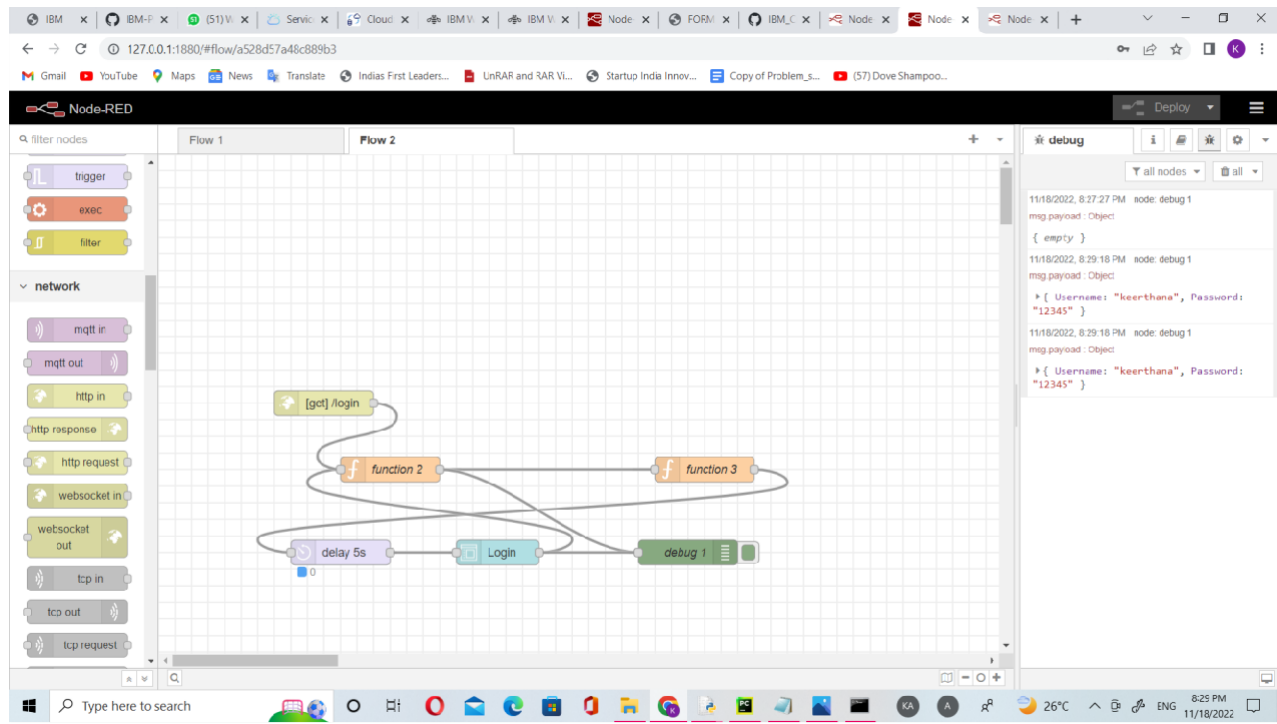 IBM
IBM-P
(51) W
Servic
Cloud
IBM W
IBM W
Node-
FORM
IBM_C
Node
Node-
Node
127.0.0.1:1880/#flow/a528d57a48c889b3
K
Gmail
YouTube
Maps
News
Translate
Indias First Leaders...
UnRAR and RAR Vi...
Startup India Innov...
Copy of Problem_s...
(57) Dove Shampoo...
Node-RED
Deploy
filter nodes
Flow 1
Flow 2
debug
i
all nodes
all
trigger
exec
filter
network
mqtt in
mqtt out
http in
http response
http request
websocket in
websocket
out
tcp in
tcp out
tcp request
[get] /login
function 2
function 3
delay 5s
0
Login
debug 1
11/18/2022, 8:27:27 PM node: debug 1
msg.payload : Object
{ empty }
11/18/2022, 8:29:18 PM node: debug 1
msg.payload : Object
{ Username: "keerthana", Password:
"12345" }
11/18/2022, 8:29:18 PM node: debug 1
msg.payload : Object
{ Username: "keerthana", Password:
"12345" }
Type here to search
PC
KA
A
26°C
ENG
8:29 PM
11/18/2022